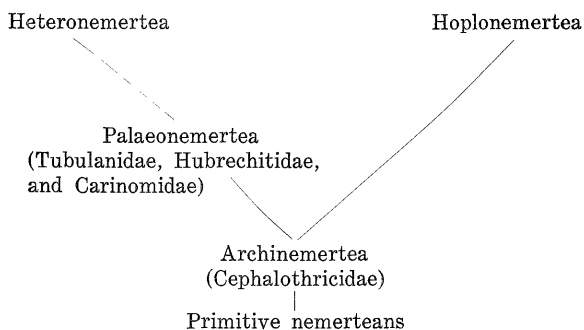 Heteronemertea
Hoplonemertea
Palaeonemertea
(Tubulanidae, Hubrechitidae,
and Carinomidae)
Archinemertea
(Cephalothricidae)
Primitive nemerteans